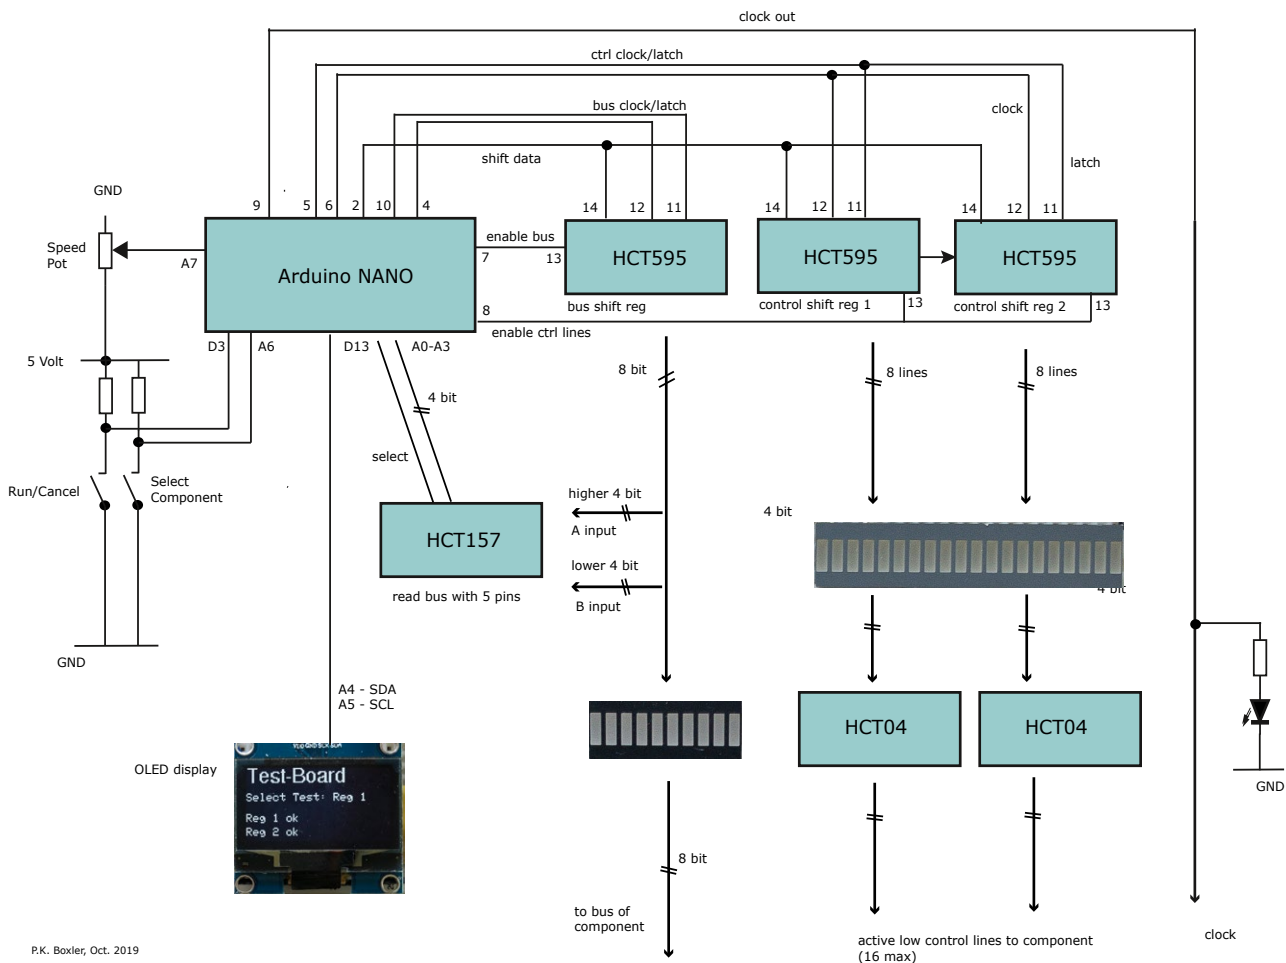 clock out
ctrl clock/latch
bus clock/latch
clock
shift data
latch
GND
9
5
6
2
10
4
14
12
11
14
12
11
14
12
11
Speed
Pot
A7
Arduino NANO
enable bus
7
13
HCT595
HCT595
HCT595
bus shift reg
control shift reg 1
13
control shift reg 2
13
8
enable ctrl lines
D3
A6
D13
A0-A3
5 Volt
8 bit
8 lines
8 lines
4 bit
select
Run/Cancel
Select
Component
higher 4 bit
A input
4 bit
HCT157
lower 4 bit
B input
read bus with 5 pins
4 bit
GND
A4 - SDA
A5 - SCL
HCT04
HCT04
OLED display
Test-Board
Select Test: Reg 1
Reg 1 ok
Reg 2 ok
GND
8 bit
to bus of
component
active low control lines to component
(16 max)
clock
P.K. Boxler, Oct. 2019